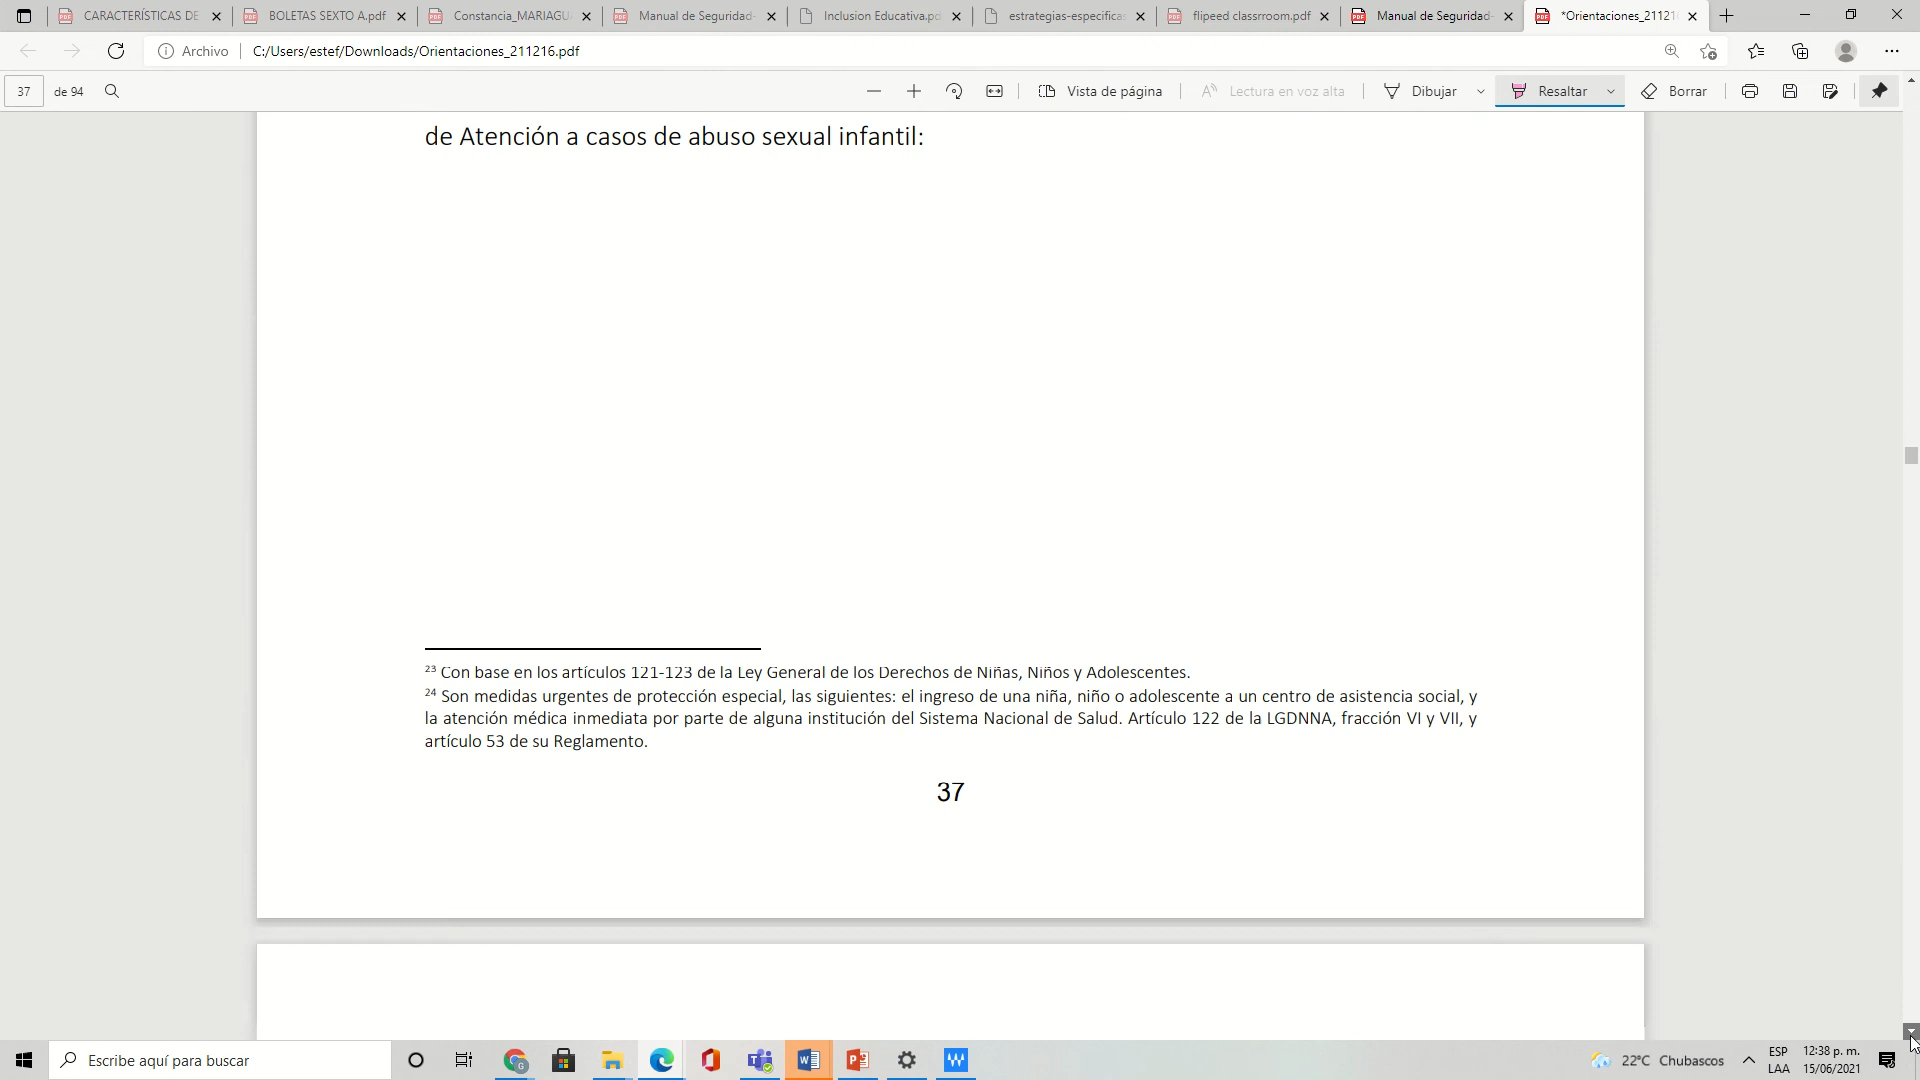 CARACTERÍSTICAS DE
BOLETAS SEXTO A.pdf
Constancia_MARIAGU
Manual de Seguridad-
Inclusion Educativa.pd
estrategias-especificas
flipeed classrroom.pdf
Manual de Seguridad-
*Orientaciones_21121
Archivo
C:/Users/estef/Downloads/Orientaciones_211216.pdf
37 de 94
Vista de página
Lectura en voz alta
Dibujar
Resaltar
Borrar
de Atención a casos de abuso sexual infantil:
23 Con base en los artículos 121-123 de la Ley General de los Derechos de Niñas, Niños y Adolescentes.
24 Son medidas urgentes de protección especial, las siguientes: el ingreso de una niña, niño o adolescente a un centro de asistencia social, y
la atención médica inmediata por parte de alguna institución del Sistema Nacional de Salud. Artículo 122 de la LGDNNA, fracción VI y VII, y
artículo 53 de su Reglamento.
37
Escribe aquí para buscar
22°C Chubascos
ESP
LAA
12:38 p. m.
15/06/2021